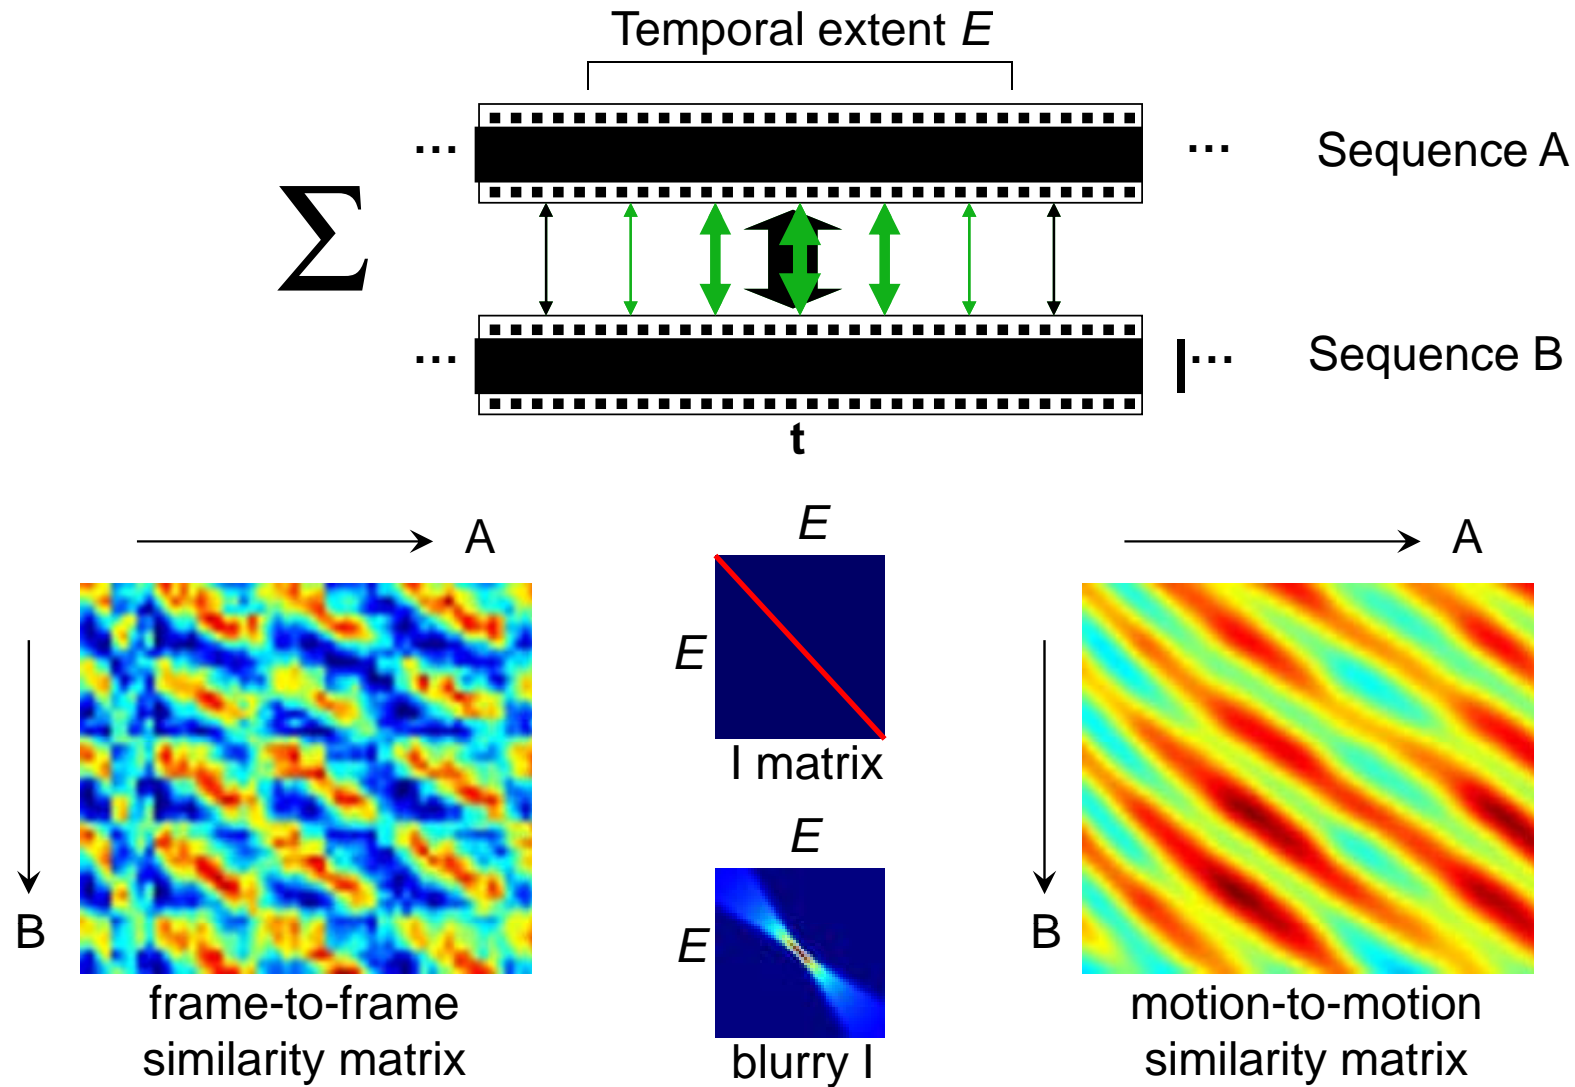 Temporal extent E
... ... Sequence A
Σ
... ... Sequence B
t
A
E
A
E
I matrix
E
B
E
B
frame-to-frame
similarity matrix
blurry I
motion-to-motion
similarity matrix